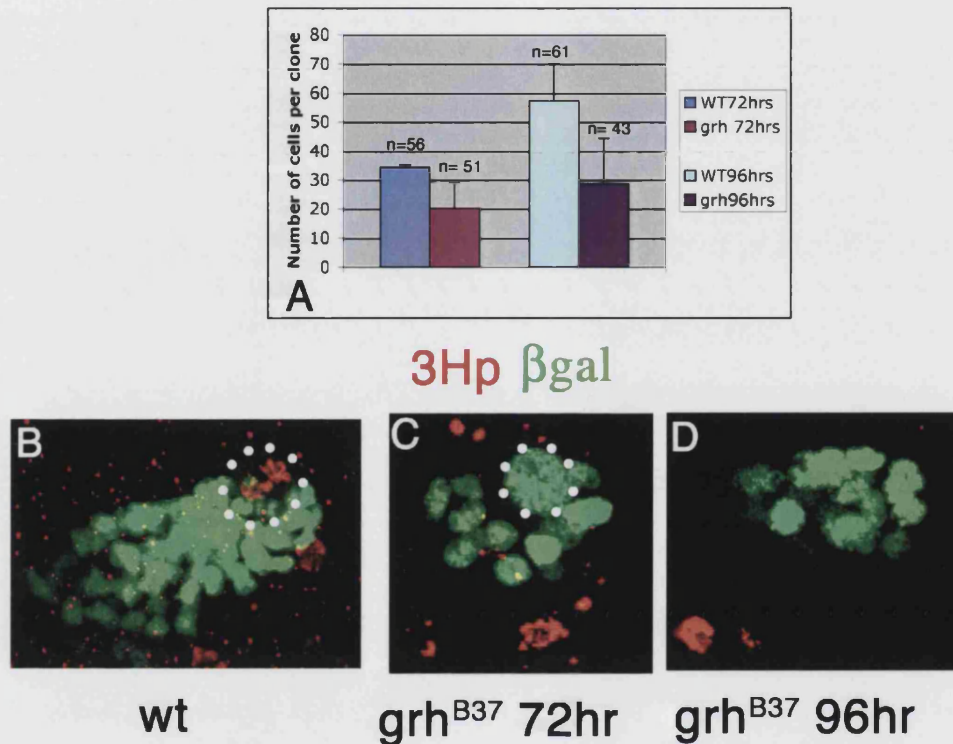 80
70
60
50
40
30
20
10
0
Number of cells per clone
n=56
n= 51
n=61
n= 43
WT72hrs
grh 72hrs
WT96hrs
grh96hrs
A
3Hp βgal
B
C
D
wt
grhB37 72hr
grhB37 96hr